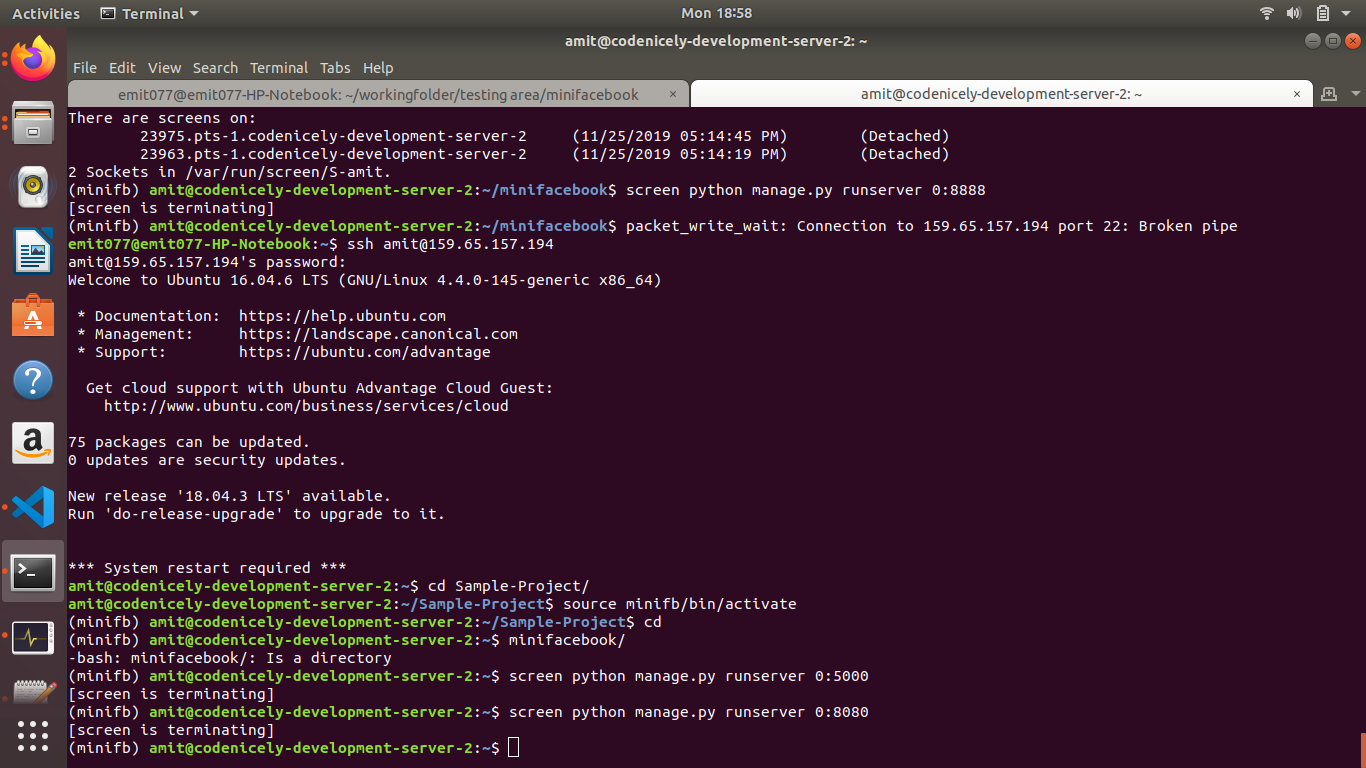 Activities Terminal Mon 18:58
amit@codenicely-development-server-2: ~
File Edit View Search Terminal Tabs Help
emit077@emit077-HP-Notebook: ~/workingfolder/testing area/minifacebook × amit@codenicely-development-server-2: ~ ×
There are screens on:
23975.pts-1.codenicely-development-server-2 (11/25/2019 05:14:45 PM) (Detached)
23963.pts-1.codenicely-development-server-2 (11/25/2019 05:14:19 PM) (Detached)
2 Sockets in /var/run/screen/S-amit.
(minifb) amit@codenicely-development-server-2:~/minifacebook$ screen python manage.py runserver 0:8888
[screen is terminating]
(minifb) amit@codenicely-development-server-2:~/minifacebook$ packet_write_wait: Connection to 159.65.157.194 port 22: Broken pipe
emit077@emit077-HP-Notebook:~$ ssh amit@159.65.157.194
amit@159.65.157.194's password:
Welcome to Ubuntu 16.04.6 LTS (GNU/Linux 4.4.0-145-generic x86_64)
* Documentation: https://help.ubuntu.com
* Management: https://landscape.canonical.com
* Support: https://ubuntu.com/advantage
Get cloud support with Ubuntu Advantage Cloud Guest:
http://www.ubuntu.com/business/services/cloud
75 packages can be updated.
0 updates are security updates.
New release '18.04.3 LTS' available.
Run 'do-release-upgrade' to upgrade to it.
*** System restart required ***
amit@codenicely-development-server-2:~$ cd Sample-Project/
amit@codenicely-development-server-2:~/Sample-Project$ source minifb/bin/activate
(minifb) amit@codenicely-development-server-2:~/Sample-Project$ cd
(minifb) amit@codenicely-development-server-2:~$ minifacebook/
-bash: minifacebook/: Is a directory
(minifb) amit@codenicely-development-server-2:~$ screen python manage.py runserver 0:5000
[screen is terminating]
(minifb) amit@codenicely-development-server-2:~$ screen python manage.py runserver 0:8080
[screen is terminating]
(minifb) amit@codenicely-development-server-2:~$